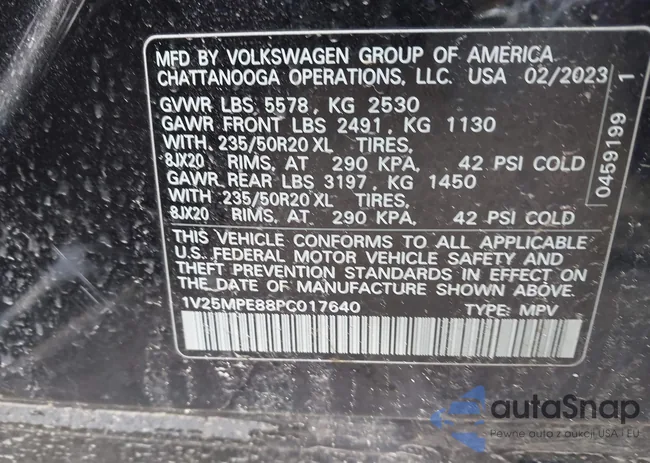 MFD BY VOLKSWAGEN GROUP OF AMERICA
CHATTANOOGA OPERATIONS, LLC. USA 02/2023
GVWR LBS 5578, KG 2530
GAWR FRONT LBS 2491, KG 1130
WITH 235/50R20 XL TIRES,
8JX20 RIMS, AT 290 KPA, 42 PSI COLD
GAWR REAR LBS 3197, KG 1450
WITH 235/50R20 XL TIRES,
8JX20 RIMS, AT 290 KPA, 42 PSI COLD
THIS VEHICLE CONFORMS TO ALL APPLICABLE
U.S. FEDERAL MOTOR VEHICLE SAFETY AND
THEFT PREVENTION STANDARDS IN EFFECT ON
THE DATE OF MANUFACTURE SHOWN ABOVE.
1V25MPE88PC017640 TYPE: MPV
0459199 1
autoSnap
Pewne auto z aukcji USA i EU